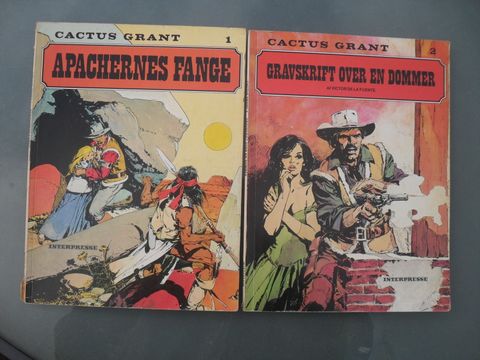 CACTUS GRANT 1
APACHERNES FANGE
INTERPRESSE
CACTUS GRANT 2
GRAVSKRIFT OVER EN DOMMER
AF VICTOR DE LA FUENTE
INTERPRESSE